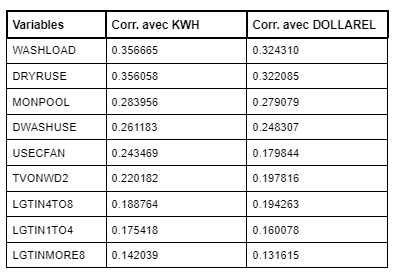 Variables Corr. avec KWH Corr. avec DOLLAREL
WASHLOAD 0.356665 0.324310
DRYRUSE 0.356058 0.322085
MONPOOL 0.283956 0.279079
DWASHUSE 0.261183 0.248307
USECFAN 0.243469 0.179844
TVONWD2 0.220182 0.197816
LGTIN4TO8 0.188764 0.194263
LGTIN1TO4 0.175418 0.160078
LGTINMORE8 0.142039 0.131615